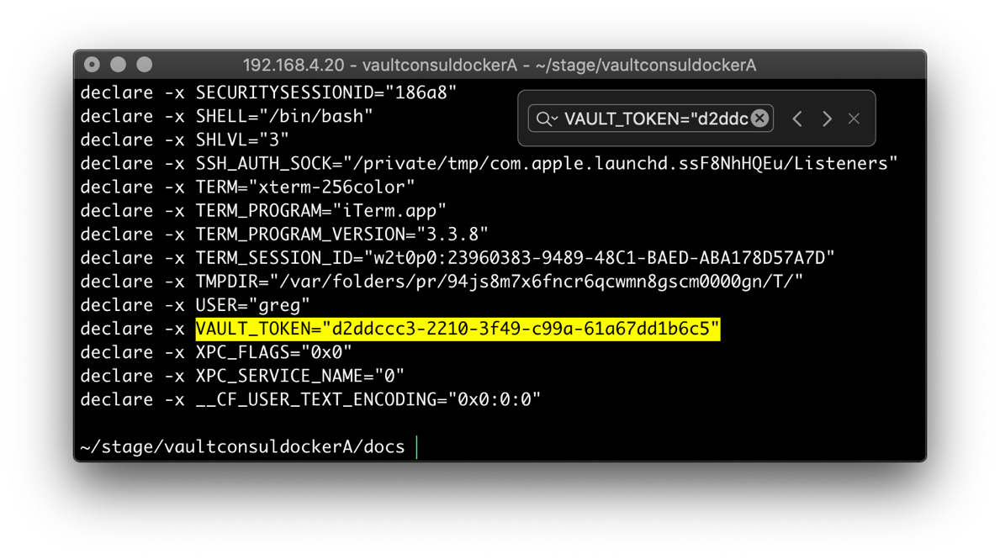 192.168.4.20 - vaultconsuldockerA - ~/stage/vaultconsuldockerA
VAULT_TOKEN="d2ddc
declare -x SECURITYSESSIONID="186a8"
declare -x SHELL="/bin/bash"
declare -x SHLVL="3"
declare -x SSH_AUTH_SOCK="/private/tmp/com.apple.launchd.ssF8NhHQEu/Listeners"
declare -x TERM="xterm-256color"
declare -x TERM_PROGRAM="iTerm.app"
declare -x TERM_PROGRAM_VERSION="3.3.8"
declare -x TERM_SESSION_ID="w2t0p0:23960383-9489-48C1-BAED-ABA178D57A7D"
declare -x TMPDIR="/var/folders/pr/94js8m7x6fncr6qcwmn8gscm0000gn/T/"
declare -x USER="greg"
declare -x VAULT_TOKEN="d2ddccc3-2210-3f49-c99a-61a67dd1b6c5"
declare -x XPC_FLAGS="0x0"
declare -x XPC_SERVICE_NAME="0"
declare -x __CF_USER_TEXT_ENCODING="0x0:0:0"
~/stage/vaultconsuldockerA/docs